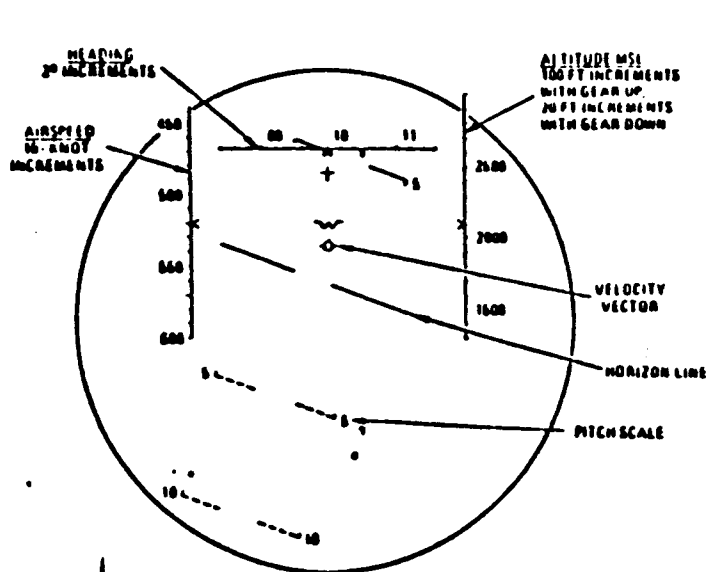 HEADING
2° INCREMENTS
AIRSPEED
10-KNOT
INCREMENTS
ALTITUDE MSL
100 FT INCREMENTS
WITH GEAR UP,
20 FT INCREMENTS
WITH GEAR DOWN
450
500
550
600
09 10 11
2500
2000
1500
5
VELOCITY
VECTOR
HORIZON LINE
5
5
PITCH SCALE
10
10